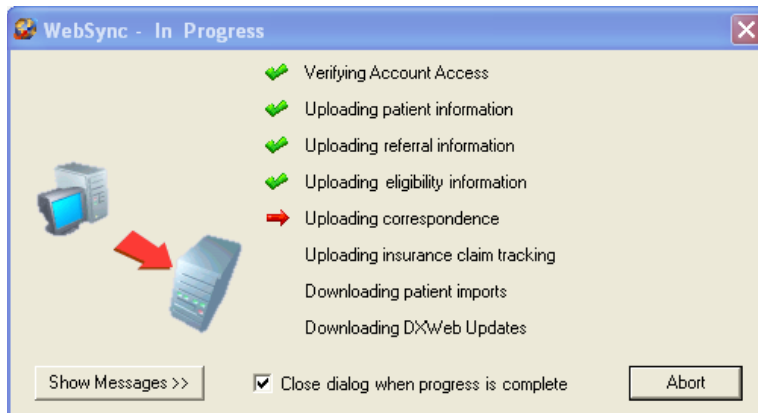 WebSync - In Progress
Verifying Account Access
Uploading patient information
Uploading referral information
Uploading eligibility information
Uploading correspondence
Uploading insurance claim tracking
Downloading patient imports
Downloading DXWeb Updates
Show Messages >>
Close dialog when progress is complete
Abort